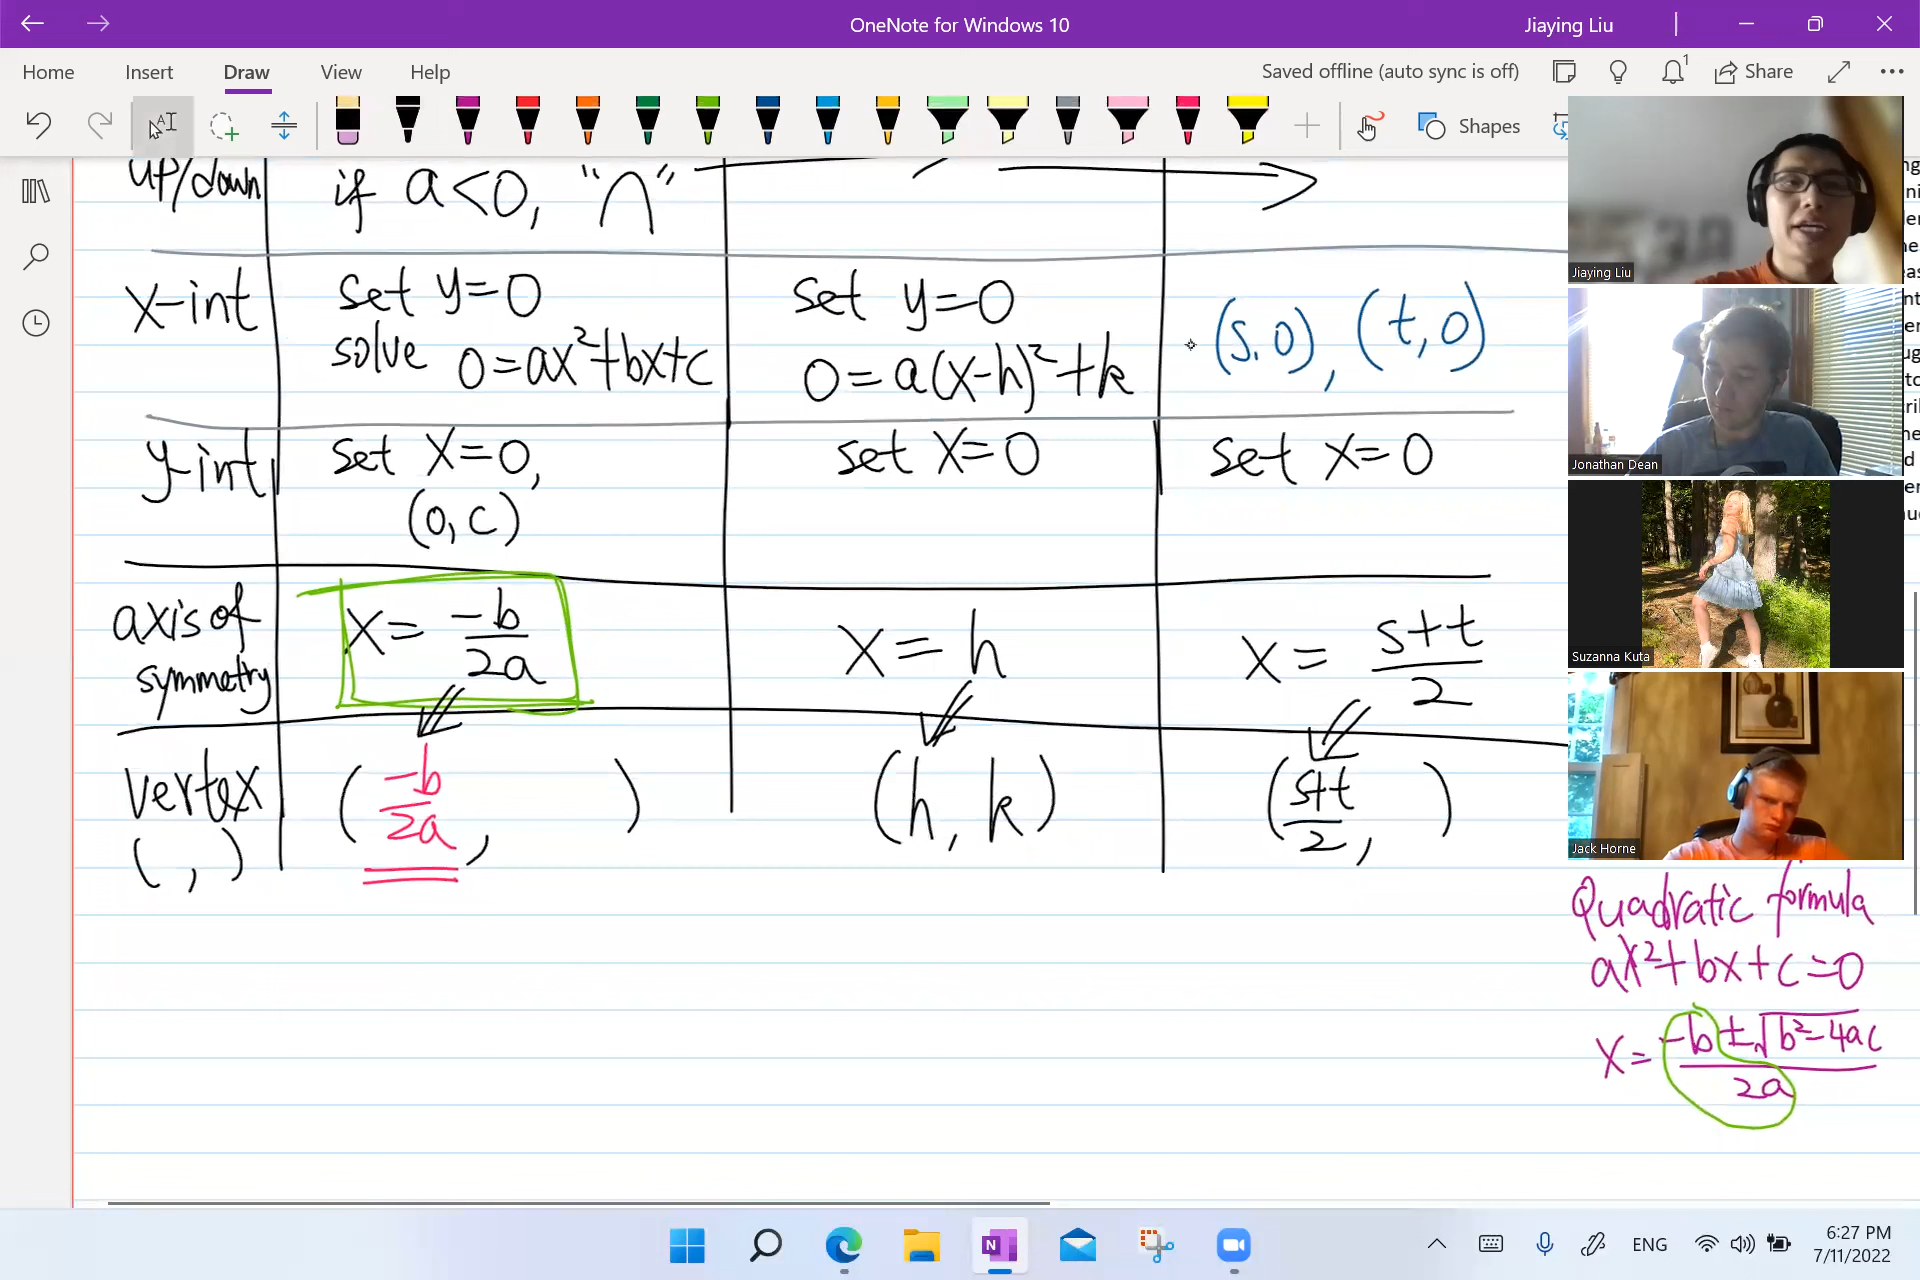 OneNote for Windows 10
Jiaying Liu
Home Insert Draw View Help
Saved offline (auto sync is off)
1
Share
AI
Shapes
up/down
if a<0, "∩"
x-int
set y=0
solve 0=ax²+bx+c
set y=0
0=a(x-h)²+k
(s,0), (t,0)
y-int
set x=0,
(0,c)
set x=0
set x=0
axis of
symmetry
x= -b/2a
x=h
x= s+t/2
vertex
( , )
( -b/2a, )
(h,k)
( s+t/2, )
Jiaying Liu
Jonathan Dean
Suzanna Kuta
Jack Horne
Quadratic formula
ax²+bx+c=0
x= -b±√b²-4ac
2a
ENG
6:27 PM
7/11/2022